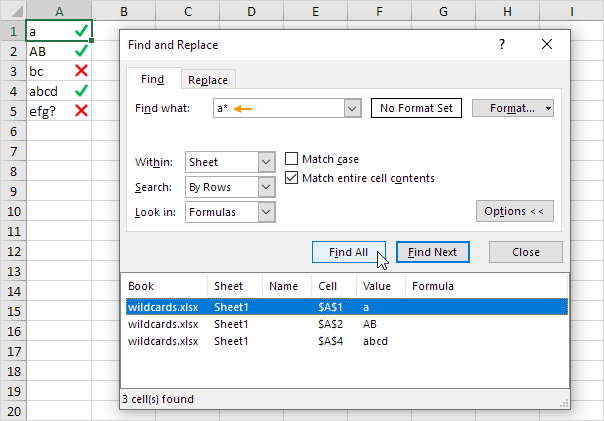 A B C D E F G H I
1 a
2 AB
3 bc
4 abcd
5 efg?
6
7
8
9
10
11
12
13
14
15
16
17
18
19
20
Find and Replace ? ×
Find Replace
Find what: a* No Format Set Format...
Within: Sheet Match case
Search: By Rows Match entire cell contents
Look in: Formulas Options <<
Find All Find Next Close
Book Sheet Name Cell Value Formula
wildcards.xlsx Sheet1 $A$1 a
wildcards.xlsx Sheet1 $A$2 AB
wildcards.xlsx Sheet1 $A$4 abcd
3 cell(s) found